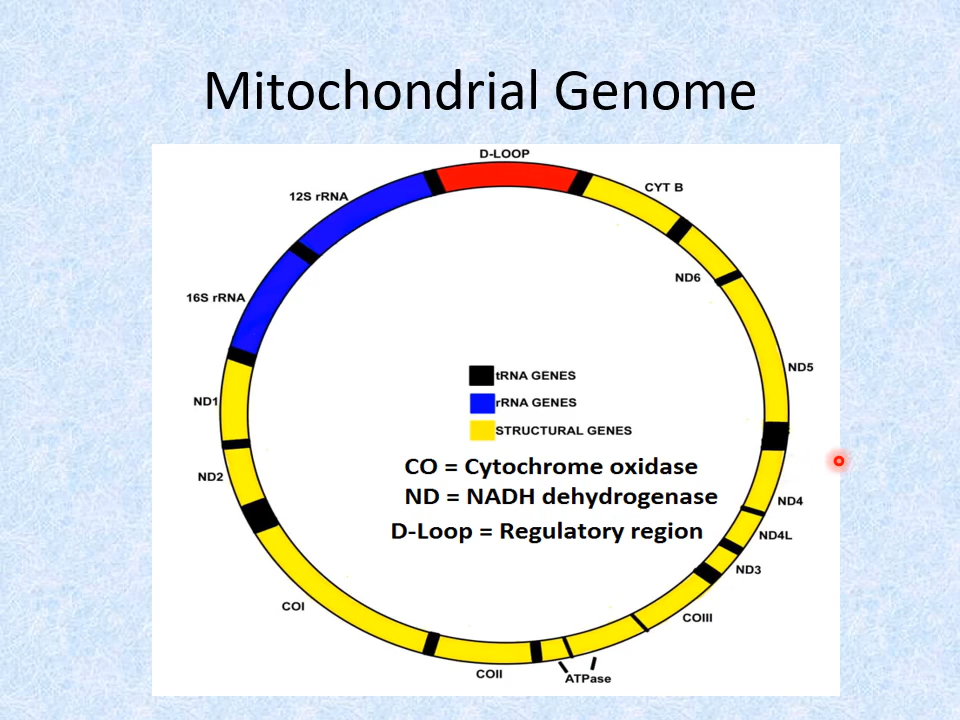 Mitochondrial Genome
D-LOOP
12S rRNA
CYT B
16S rRNA
ND6
ND1
ND5
tRNA GENES
rRNA GENES
STRUCTURAL GENES
CO = Cytochrome oxidase
ND = NADH dehydrogenase
D-Loop = Regulatory region
ND2
ND4
ND4L
ND3
COI
COIII
COII
ATPase